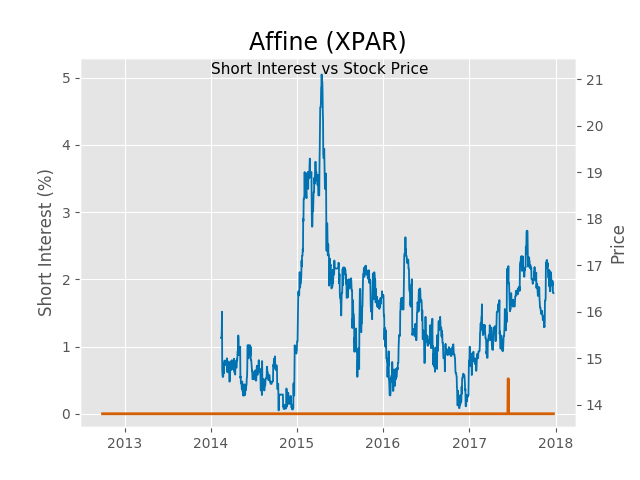 Affine (XPAR)
Short Interest vs Stock Price
5
4
3
2
1
0
Short Interest (%)
21
20
19
18
17
16
15
14
Price
2013 2014 2015 2016 2017 2018